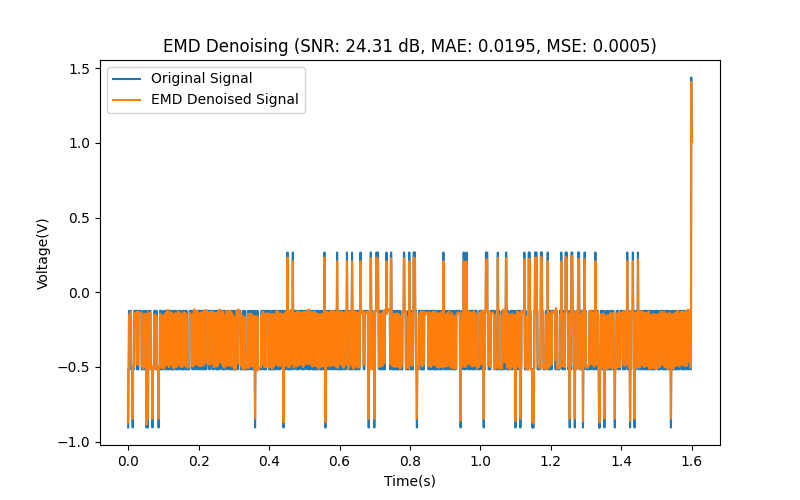 EMD Denoising (SNR: 24.31 dB, MAE: 0.0195, MSE: 0.0005)
Original Signal
EMD Denoised Signal
Voltage(V)
1.5
1.0
0.5
0.0
−0.5
−1.0
0.0 0.2 0.4 0.6 0.8 1.0 1.2 1.4 1.6
Time(s)